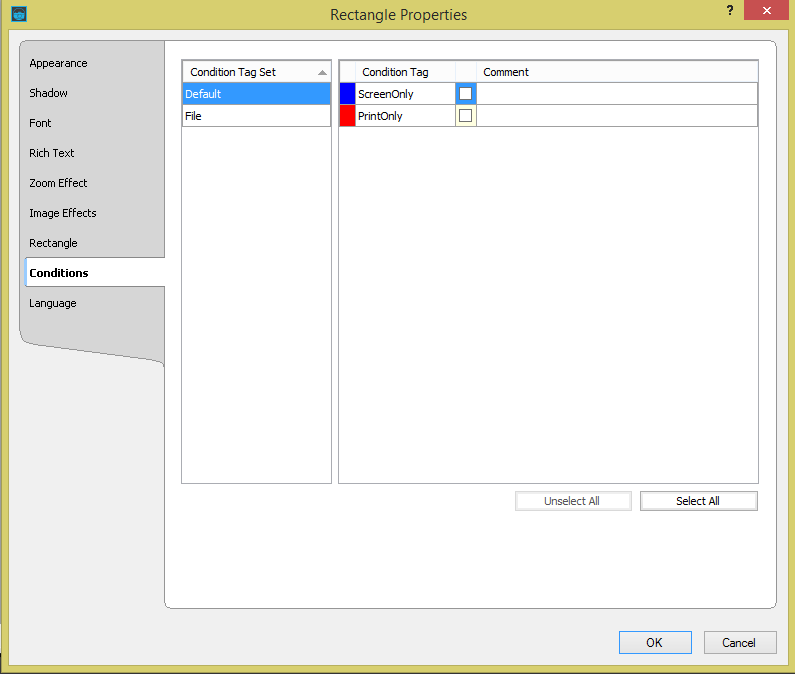 Rectangle Properties
?
Appearance
Shadow
Font
Rich Text
Zoom Effect
Image Effects
Rectangle
Conditions
Language
Condition Tag Set
Default
File
Condition Tag Comment
ScreenOnly
PrintOnly
Unselect All Select All
OK Cancel